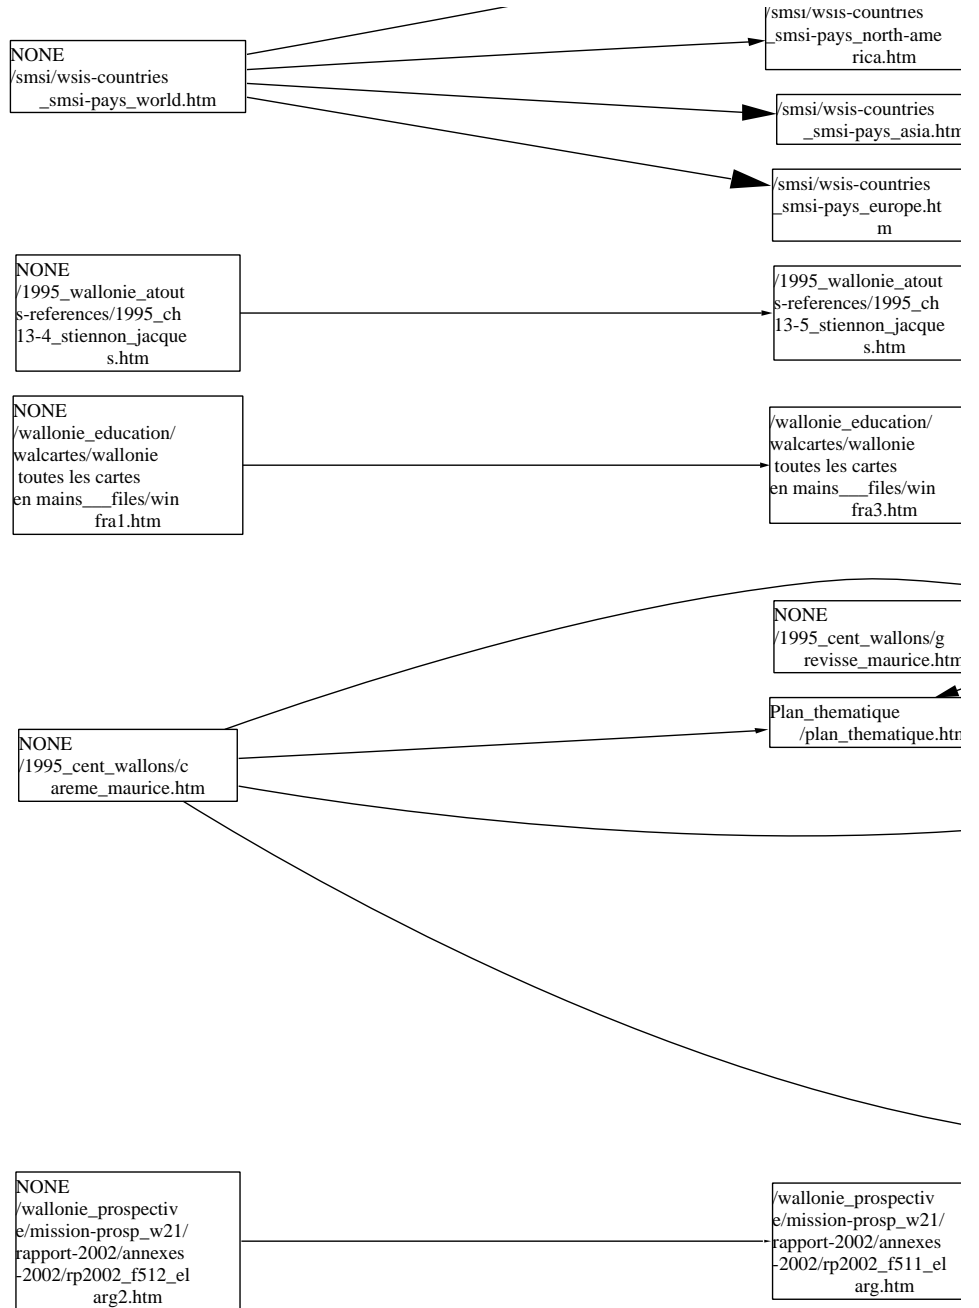 NONE
/smsi/wsis-countries
_smsi-pays_world.htm
/smsi/wsis-countries
_smsi-pays_north-ame
rica.htm
/smsi/wsis-countries
_smsi-pays_asia.htm
/smsi/wsis-countries
_smsi-pays_europe.ht
m
NONE
/1995_wallonie_atout
s-references/1995_ch
13-4_stiennon_jacque
s.htm
/1995_wallonie_atout
s-references/1995_ch
13-5_stiennon_jacque
s.htm
NONE
/wallonie_education/
walcartes/wallonie
toutes les cartes
en mains___files/win
fra1.htm
/wallonie_education/
walcartes/wallonie
toutes les cartes
en mains___files/win
fra3.htm
NONE
/1995_cent_wallons/g
revisse_maurice.htm
Plan_thematique
/plan_thematique.htm
NONE
/1995_cent_wallons/c
areme_maurice.htm
NONE
/wallonie_prospectiv
e/mission-prosp_w21/
rapport-2002/annexes
-2002/rp2002_f512_el
arg2.htm
/wallonie_prospectiv
e/mission-prosp_w21/
rapport-2002/annexes
-2002/rp2002_f511_el
arg.htm